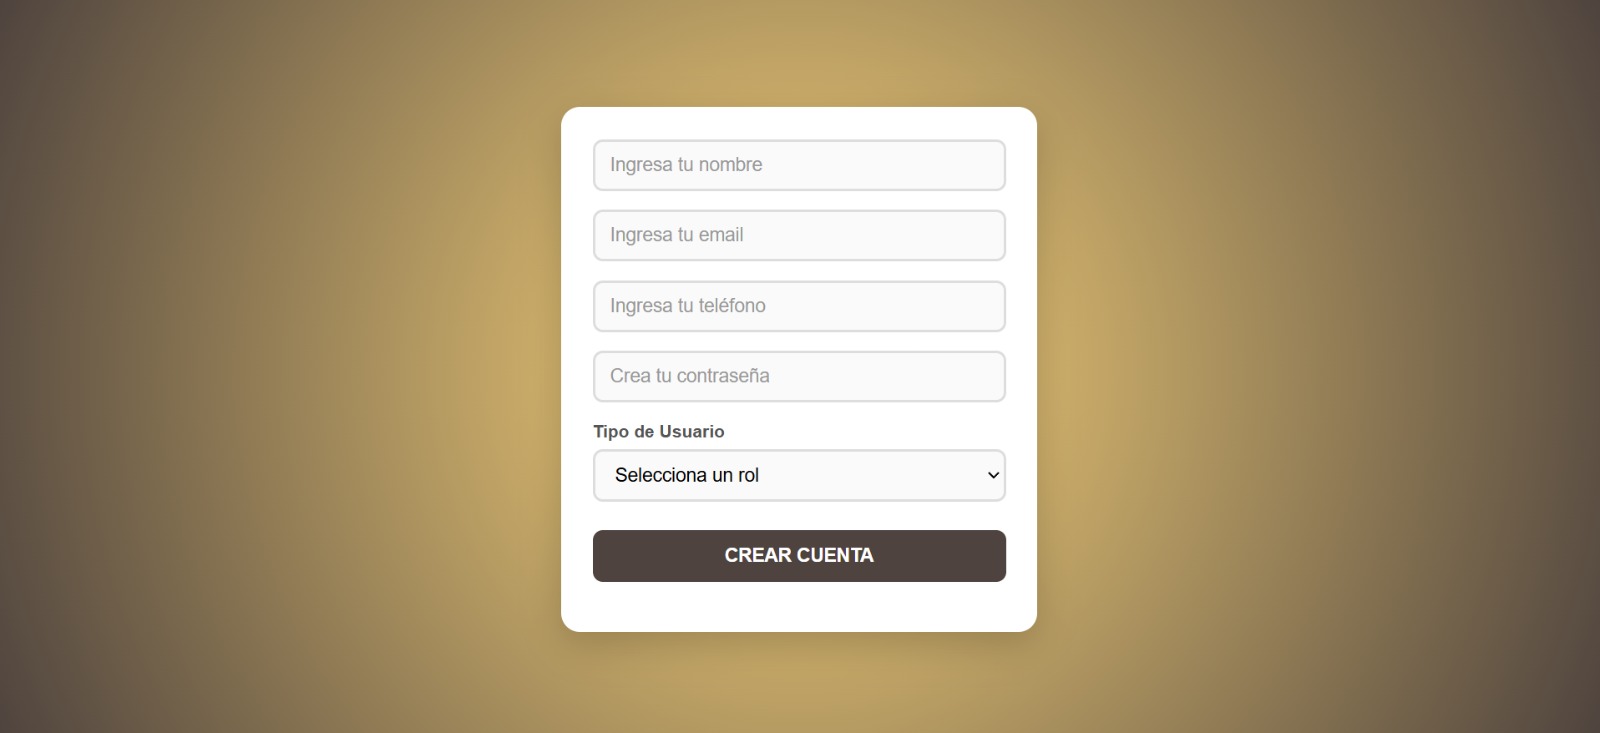 Ingresa tu nombre
Ingresa tu email
Ingresa tu teléfono
Crea tu contraseña
Tipo de Usuario
Selecciona un rol
CREAR CUENTA